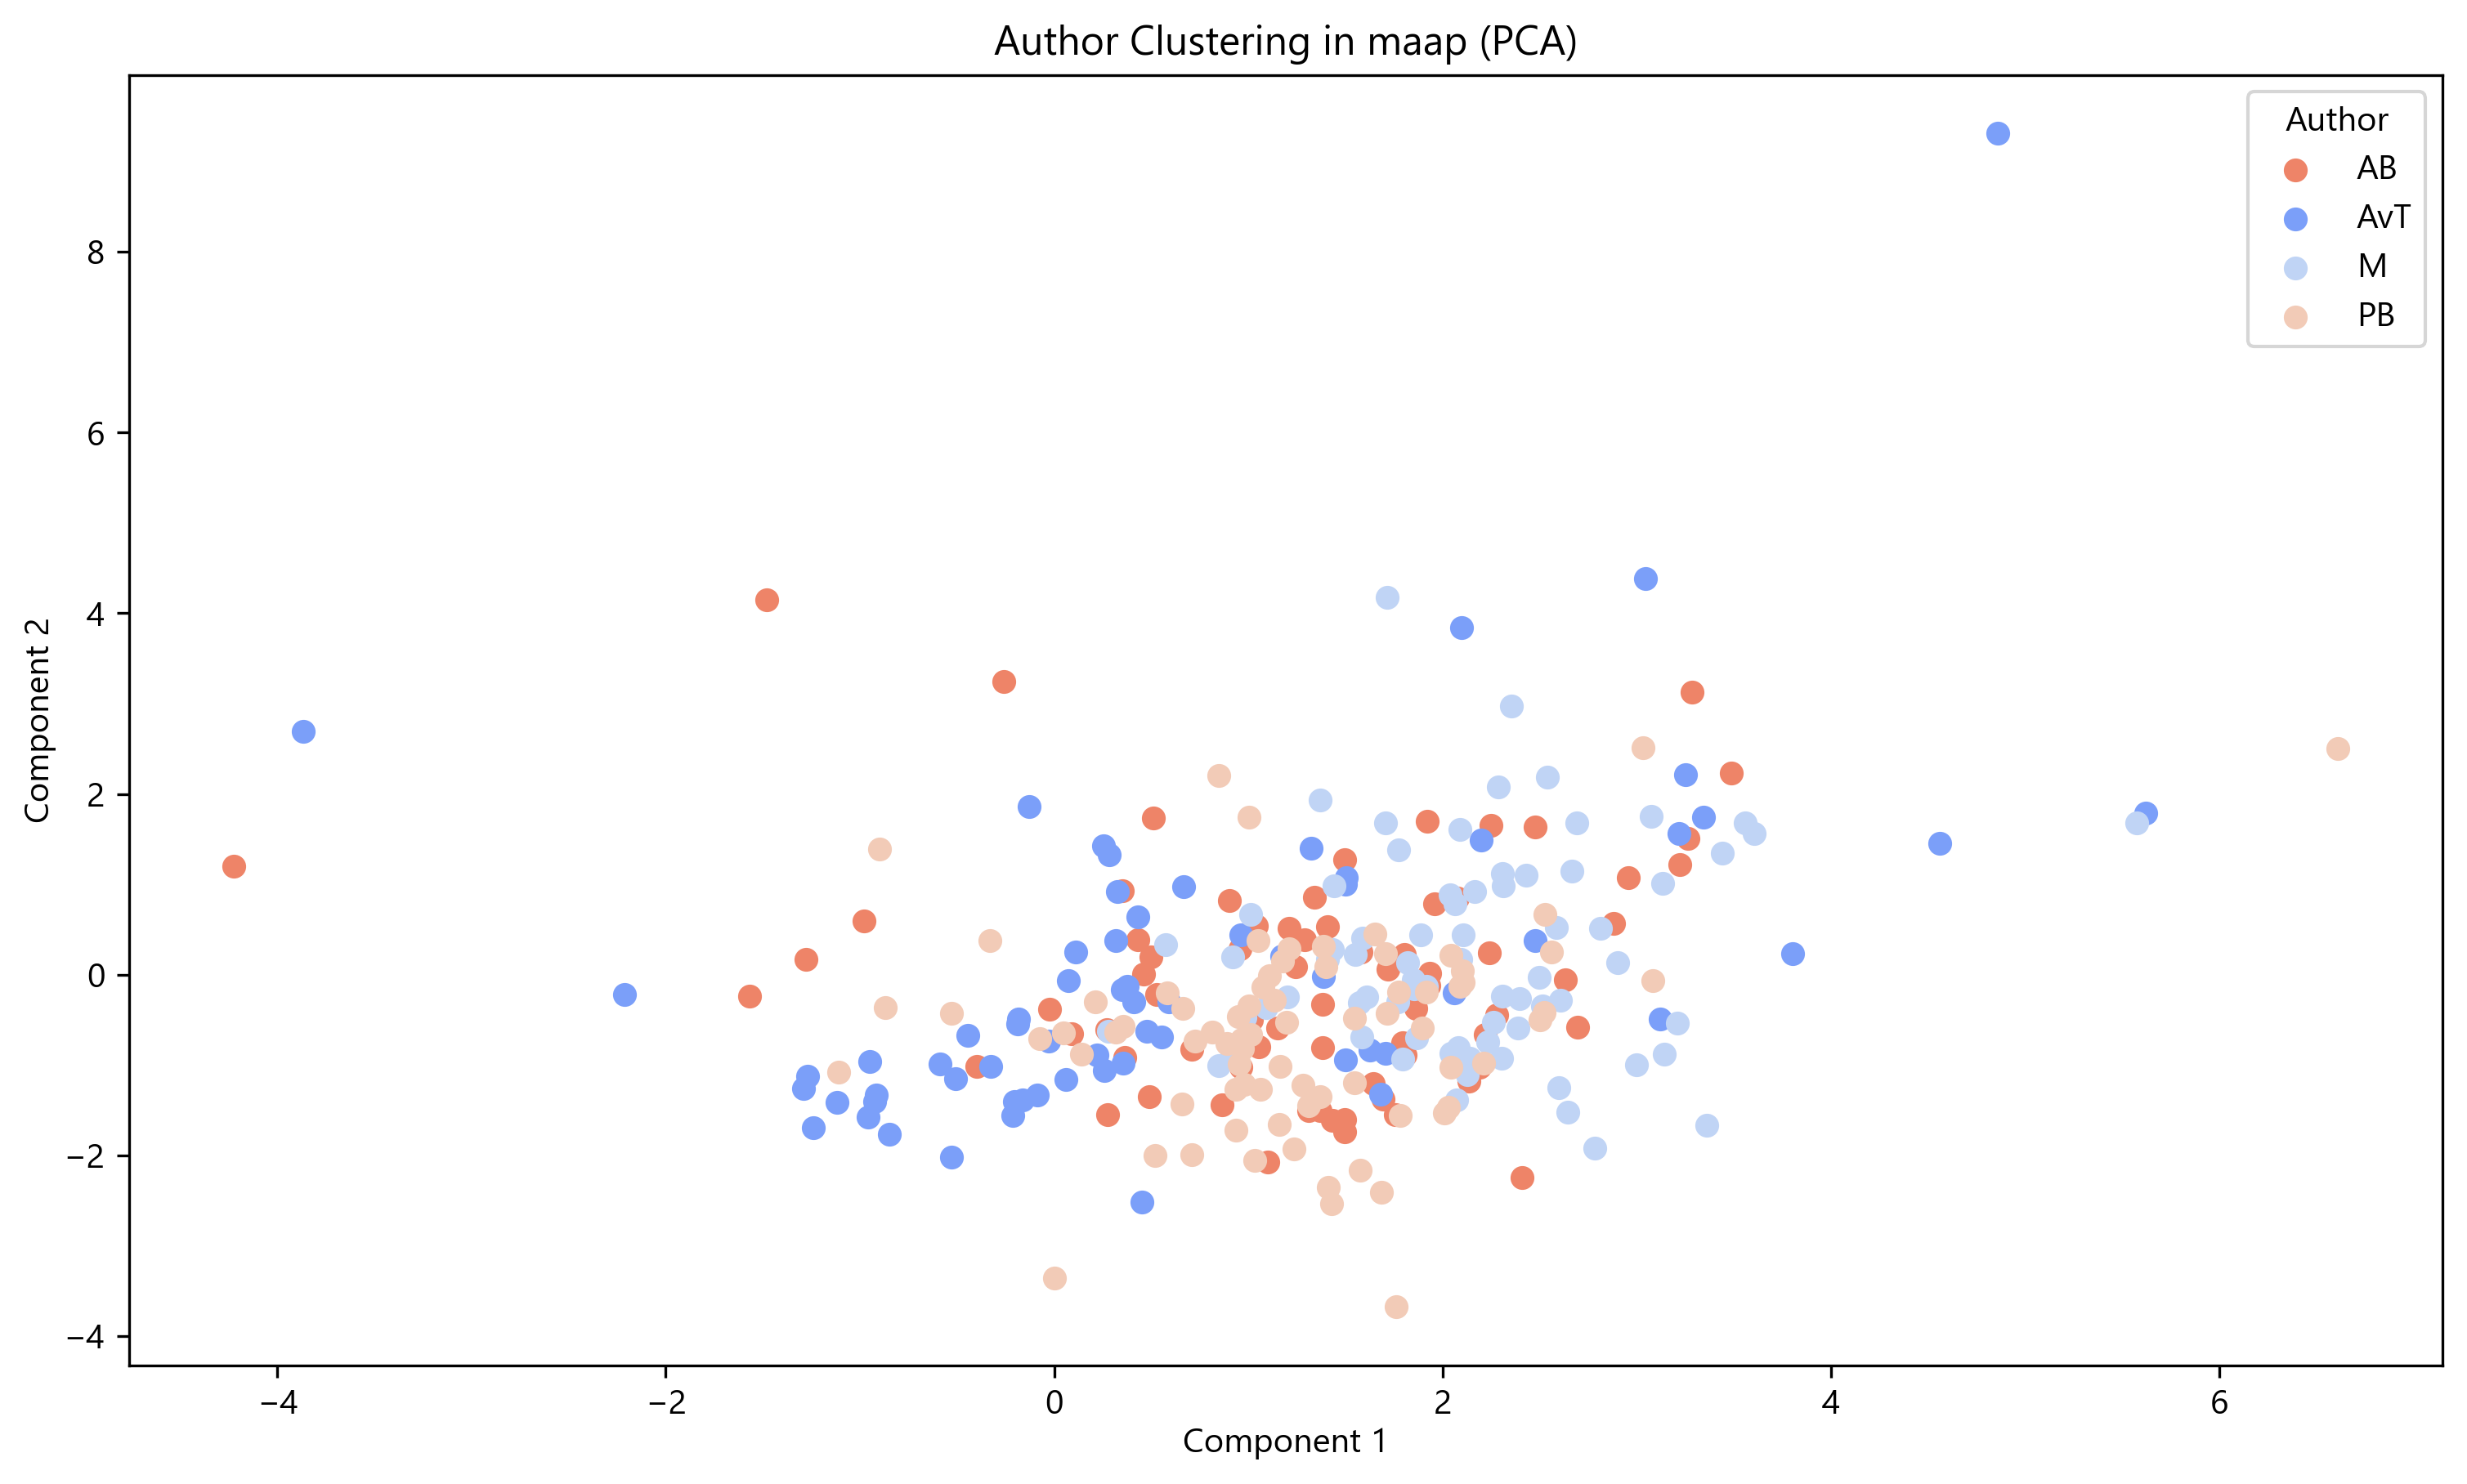 Author Clustering in maap (PCA)
Author
AB
AvT
M
PB
8
6
4
2
0
−2
−4
Component 2
−4
−2
0
2
4
6
Component 1